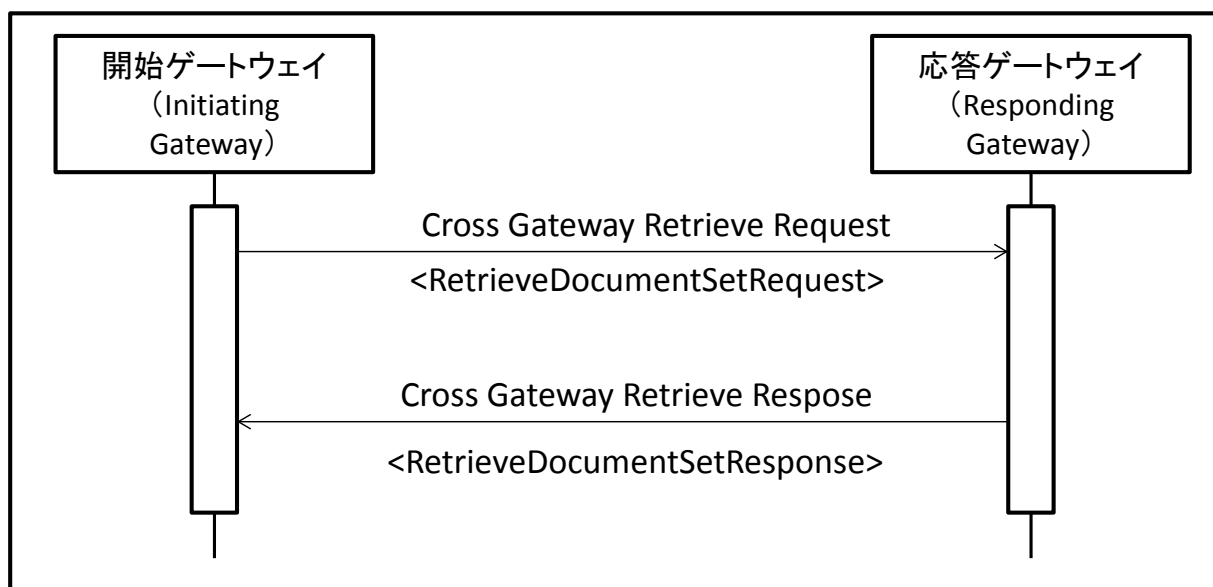 開始ゲートウェイ
（Initiating
Gateway）
応答ゲートウェイ
（Responding
Gateway）
Cross Gateway Retrieve Request
<RetrieveDocumentSetRequest>
Cross Gateway Retrieve Respose
<RetrieveDocumentSetResponse>